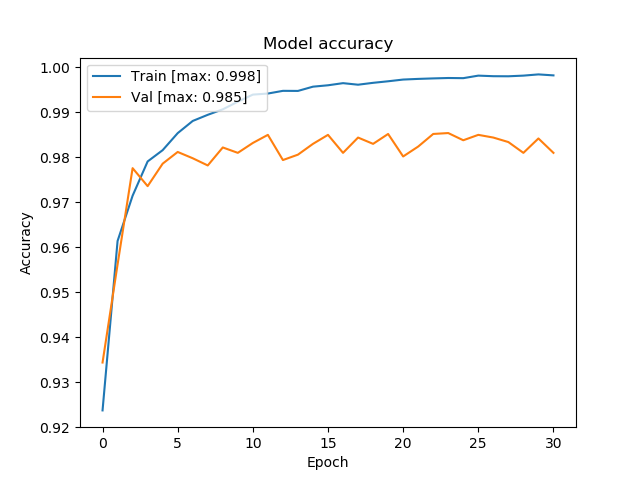 Model accuracy
Train [max: 0.998]
Val [max: 0.985]
Accuracy
1.00
0.99
0.98
0.97
0.96
0.95
0.94
0.93
0.92
0 5 10 15 20 25 30
Epoch